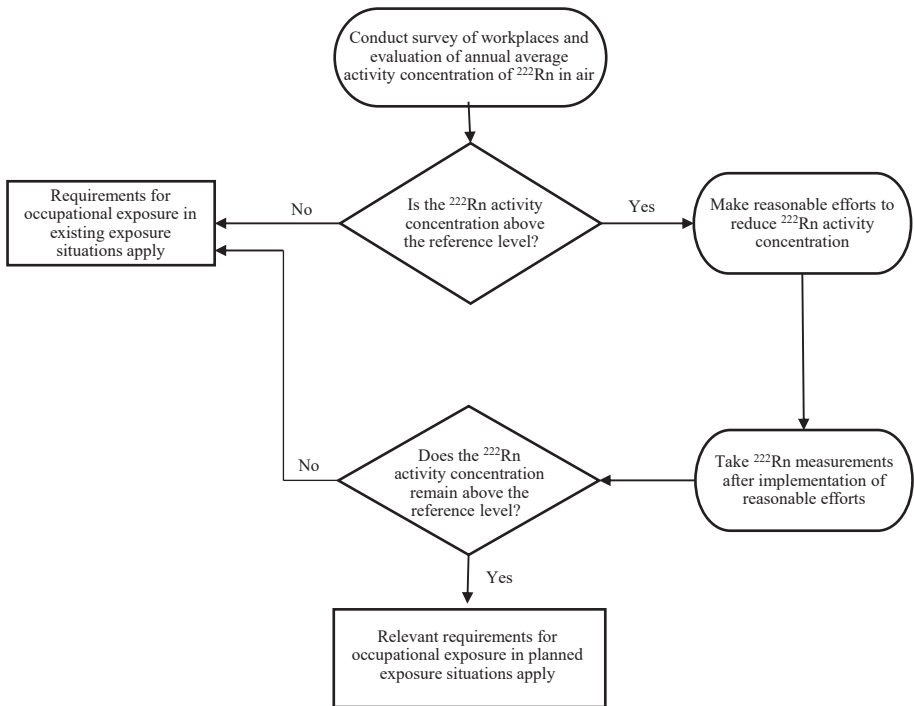 Conduct survey of workplaces and
evaluation of annual average
activity concentration of ²²²Rn in air
Requirements for
occupational exposure in
existing exposure
situations apply
No
Is the ²²²Rn activity
concentration above
the reference level?
Yes
Make reasonable efforts to
reduce ²²²Rn activity
concentration
No
Does the ²²²Rn
activity concentration
remain above the
reference level?
Take ²²²Rn measurements
after implementation of
reasonable efforts
Yes
Relevant requirements for
occupational exposure in planned
exposure situations apply